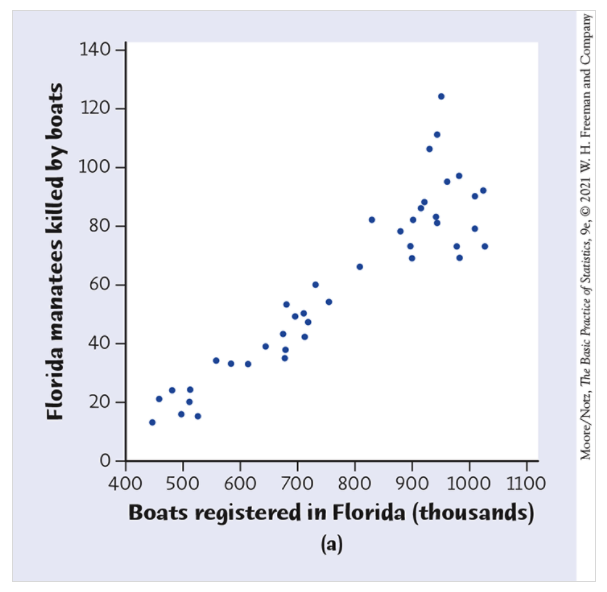 140
120
100
80
60
40
20
0
Florida manatees killed by boats
400 500 600 700 800 900 1000 1100
Boats registered in Florida (thousands)
(a)
Moore/Notz, The Basic Practice of Statistics, 9e, © 2021 W. H. Freeman and Company